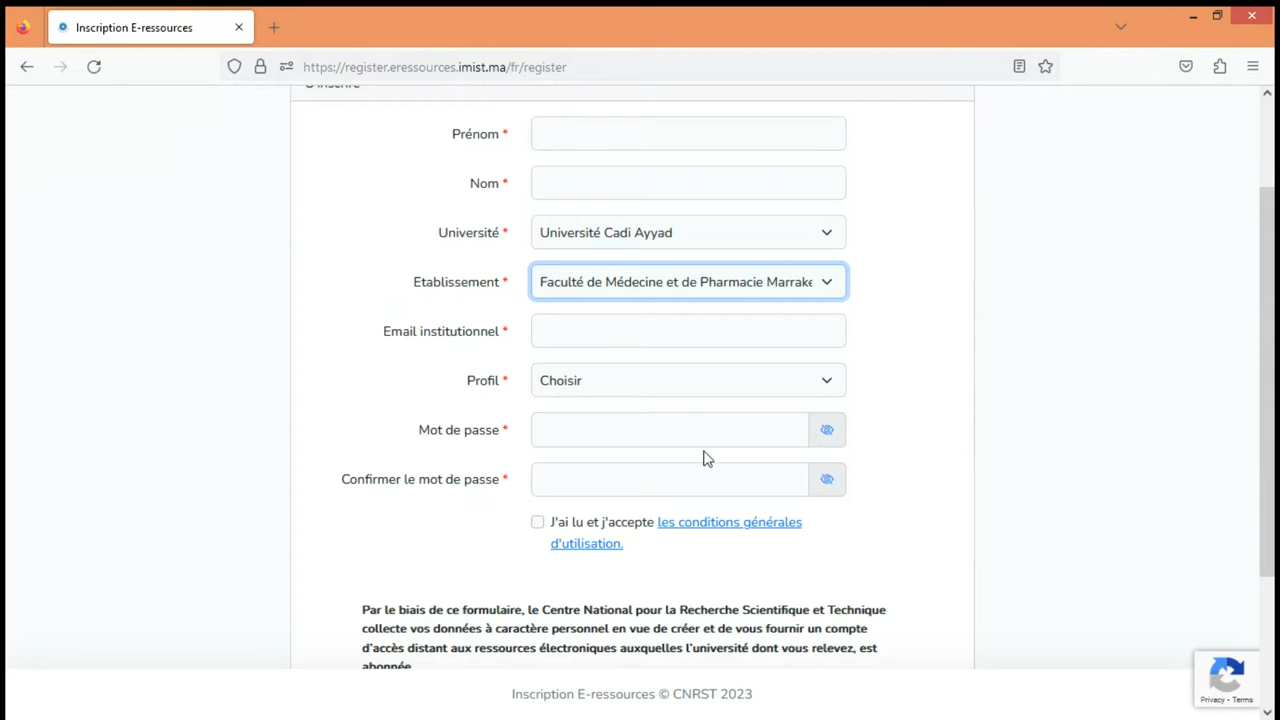 Inscription E-ressources
https://register.eressources.imist.ma/fr/register
S'inscrire
Prénom *
Nom *
Université * Université Cadi Ayyad
Etablissement * Faculté de Médecine et de Pharmacie Marrake
Email institutionnel *
Profil * Choisir
Mot de passe *
Confirmer le mot de passe *
J'ai lu et j'accepte les conditions générales
d'utilisation.
Par le biais de ce formulaire, le Centre National pour la Recherche Scientifique et Technique
collecte vos données à caractère personnel en vue de créer et de vous fournir un compte
d'accès distant aux ressources électroniques auxquelles l'université dont vous relevez, est
abonnée
Privacy - Terms
Inscription E-ressources © CNRST 2023